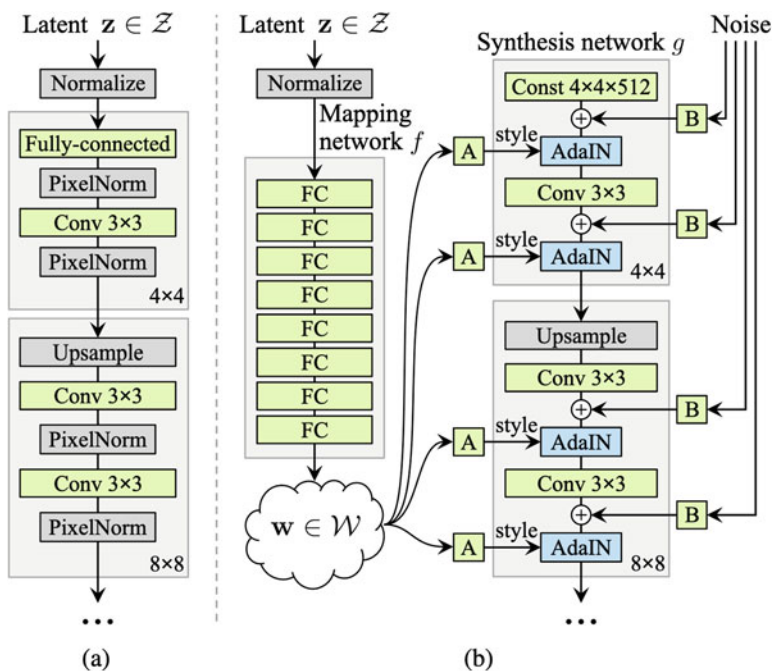 Latent z ∈ 𝒵
Normalize
Fully-connected
PixelNorm
Conv 3×3
PixelNorm
4×4
Upsample
Conv 3×3
PixelNorm
Conv 3×3
PixelNorm
8×8
...
(a)
Latent z ∈ 𝒵
Normalize
Mapping
network f
FC
FC
FC
FC
FC
FC
FC
FC
w ∈ 𝒲
Noise
Synthesis network g
Const 4×4×512
B
A
style
AdaIN
Conv 3×3
B
A
style
AdaIN
4×4
Upsample
Conv 3×3
B
A
style
AdaIN
Conv 3×3
B
A
style
AdaIN
8×8
...
(b)